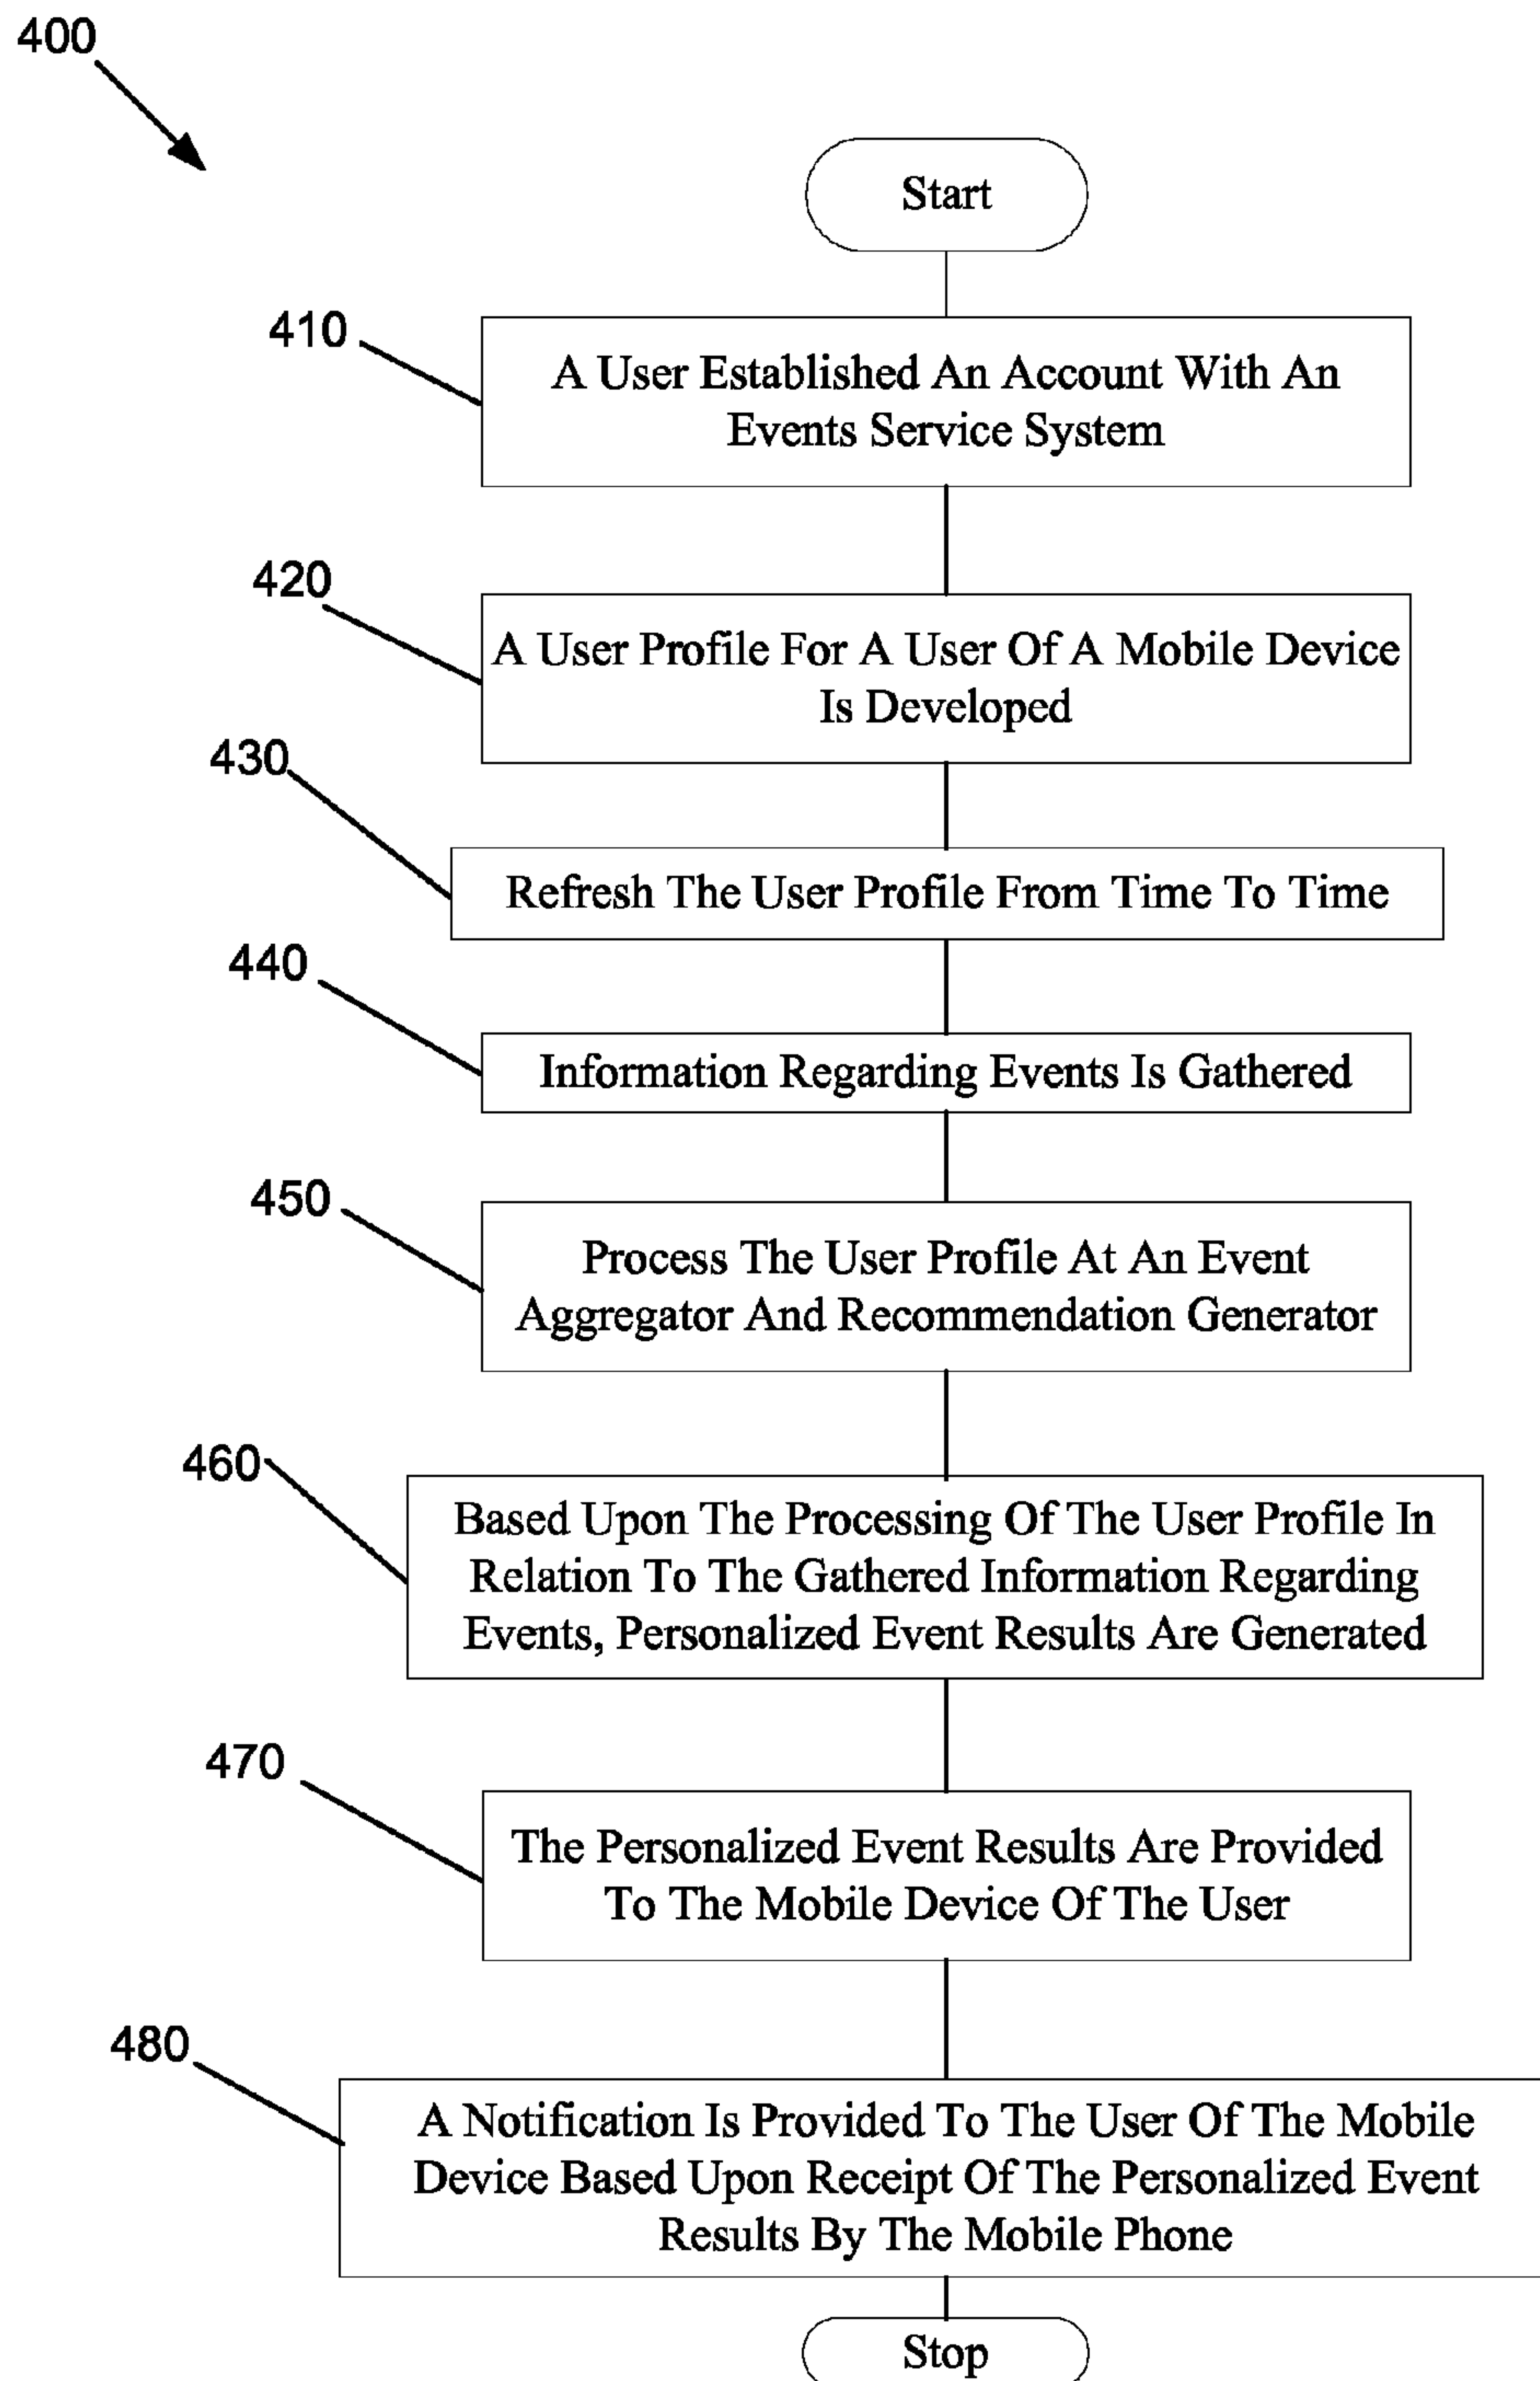 400
Start
410
A User Established An Account With An
Events Service System
420
A User Profile For A User Of A Mobile Device
Is Developed
430
Refresh The User Profile From Time To Time
440
Information Regarding Events Is Gathered
450
Process The User Profile At An Event
Aggregator And Recommendation Generator
460
Based Upon The Processing Of The User Profile In
Relation To The Gathered Information Regarding
Events, Personalized Event Results Are Generated
470
The Personalized Event Results Are Provided
To The Mobile Device Of The User
480
A Notification Is Provided To The User Of The Mobile
Device Based Upon Receipt Of The Personalized Event
Results By The Mobile Phone
Stop